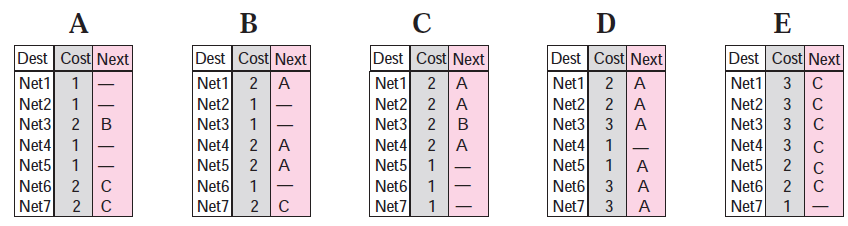 A B C D E
Dest Cost Next Dest Cost Next Dest Cost Next Dest Cost Next Dest Cost Next
Net1 1 — Net1 2 A Net1 2 A Net1 2 A Net1 3 C
Net2 1 — Net2 1 — Net2 2 A Net2 2 A Net2 3 C
Net3 2 B Net3 1 — Net3 2 B Net3 3 A Net3 3 C
Net4 1 — Net4 2 A Net4 2 A Net4 1 — Net4 3 C
Net5 1 — Net5 2 A Net5 1 — Net5 1 A Net5 2 C
Net6 2 C Net6 1 — Net6 1 — Net6 3 A Net6 2 C
Net7 2 C Net7 2 C Net7 1 — Net7 3 A Net7 1 —